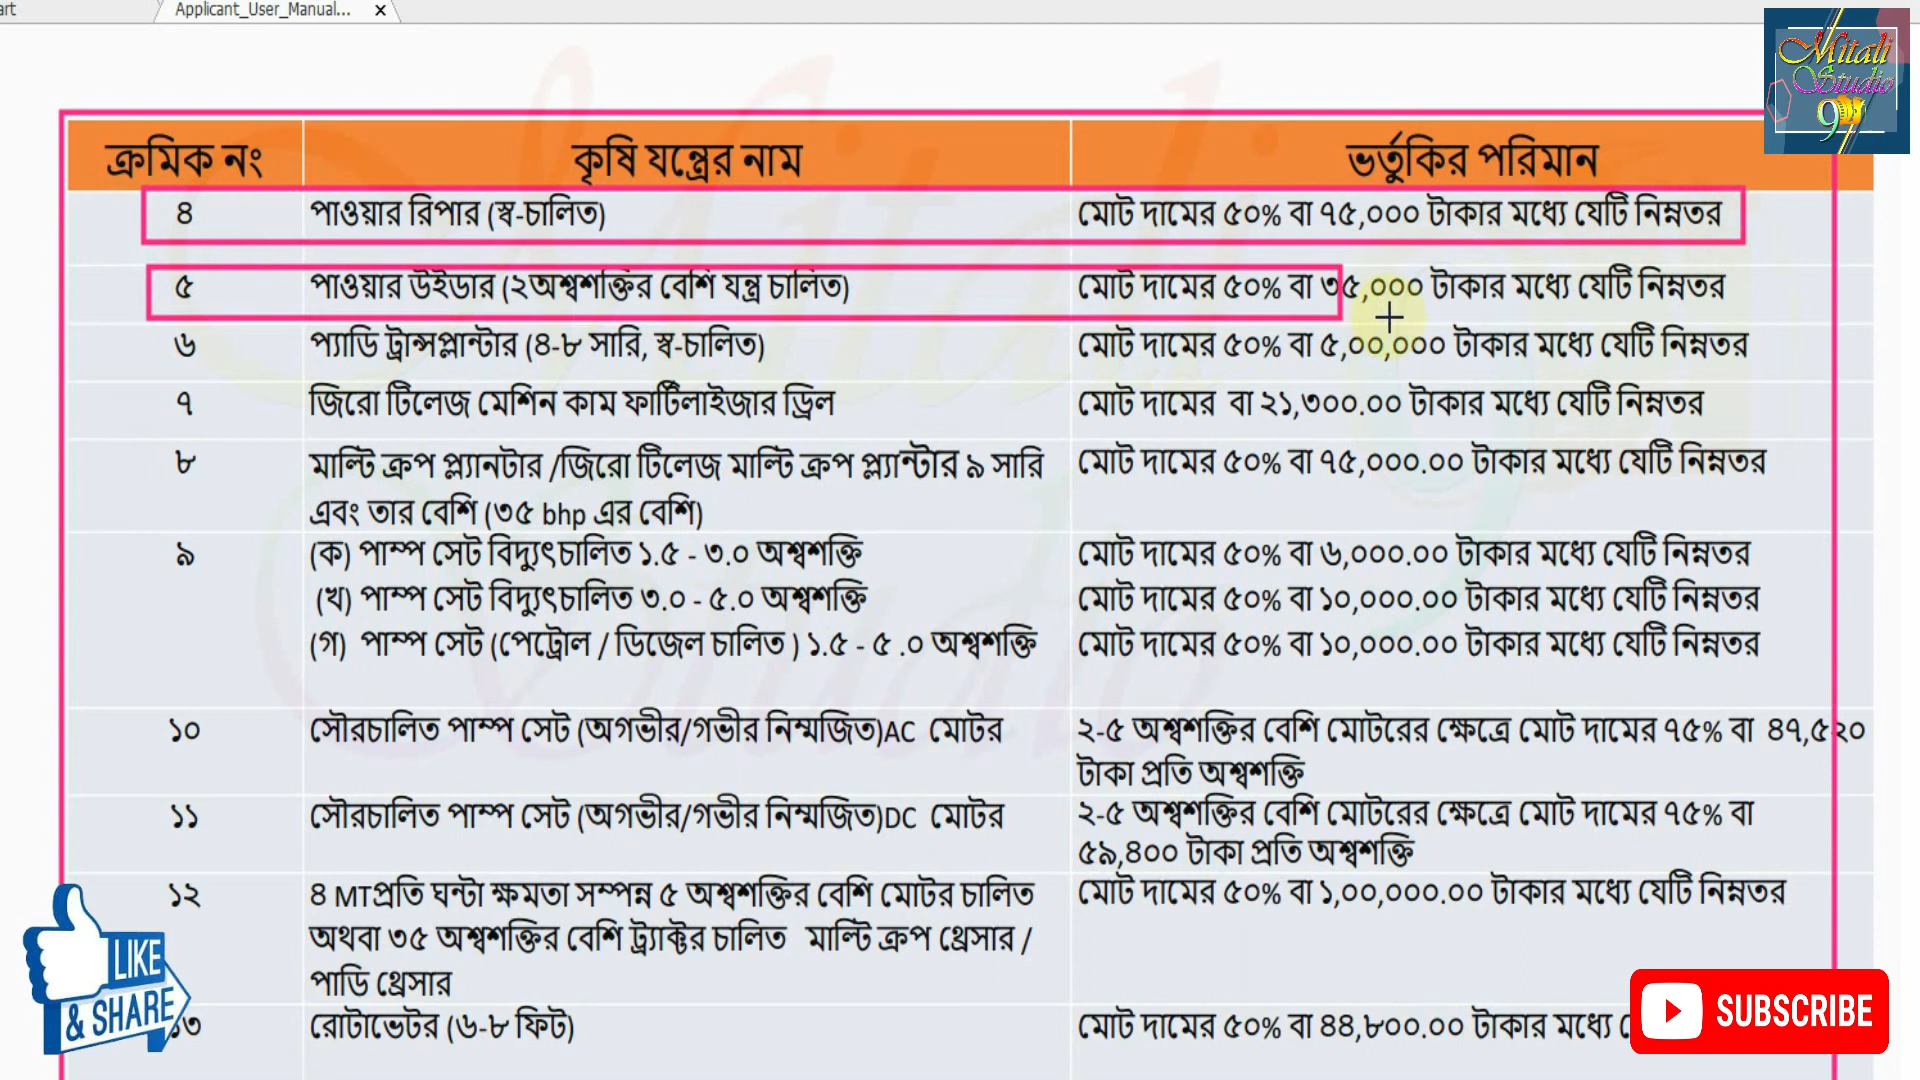 art
Applicant_User_Manual... ×
Mitali
Studio
9
ক্রমিক নং কৃষি যন্ত্রের নাম ভর্তুকির পরিমান
৪ পাওয়ার রিপার (স্ব-চালিত) মোট দামের ৫০% বা ৭৫,০০০ টাকার মধ্যে যেটি নিম্নতর
৫ পাওয়ার উইডার (২অশ্বশক্তির বেশি যন্ত্র চালিত) মোট দামের ৫০% বা ৩৫,০০০ টাকার মধ্যে যেটি নিম্নতর
৬ প্যাডি ট্রান্সপ্লান্টার (৪-৮ সারি, স্ব-চালিত) মোট দামের ৫০% বা ৫,০০,০০০ টাকার মধ্যে যেটি নিম্নতর
৭ জিরো টিলেজ মেশিন কাম ফার্টিলাইজার ড্রিল মোট দামের বা ২১,৩০০.০০ টাকার মধ্যে যেটি নিম্নতর
৮ মাল্টি ক্রপ প্ল্যানটার /জিরো টিলেজ মাল্টি ক্রপ প্ল্যান্টার ৯ সারি মোট দামের ৫০% বা ৭৫,০০০.০০ টাকার মধ্যে যেটি নিম্নতর
এবং তার বেশি (৩৫ bhp এর বেশি)
৯ (ক) পাম্প সেট বিদ্যুৎচালিত ১.৫ - ৩.০ অশ্বশক্তি মোট দামের ৫০% বা ৬,০০০.০০ টাকার মধ্যে যেটি নিম্নতর
(খ) পাম্প সেট বিদ্যুৎচালিত ৩.০ - ৫.০ অশ্বশক্তি মোট দামের ৫০% বা ১০,০০০.০০ টাকার মধ্যে যেটি নিম্নতর
(গ) পাম্প সেট (পেট্রোল / ডিজেল চালিত ) ১.৫ - ৫ .০ অশ্বশক্তি মোট দামের ৫০% বা ১০,০০০.০০ টাকার মধ্যে যেটি নিম্নতর
১০ সৌরচালিত পাম্প সেট (অগভীর/গভীর নিম্মজিত)AC মোটর ২-৫ অশ্বশক্তির বেশি মোটরের ক্ষেত্রে মোট দামের ৭৫% বা ৪৭,৫২০
টাকা প্রতি অশ্বশক্তি
১১ সৌরচালিত পাম্প সেট (অগভীর/গভীর নিম্মজিত)DC মোটর ২-৫ অশ্বশক্তির বেশি মোটরের ক্ষেত্রে মোট দামের ৭৫% বা
৫৯,৪০০ টাকা প্রতি অশ্বশক্তি
১২ ৪ MTপ্রতি ঘন্টা ক্ষমতা সম্পন্ন ৫ অশ্বশক্তির বেশি মোটর চালিত মোট দামের ৫০% বা ১,০০,০০০.০০ টাকার মধ্যে যেটি নিম্নতর
অথবা ৩৫ অশ্বশক্তির বেশি ট্র্যাক্টর চালিত মাল্টি ক্রপ থ্রেসার /
পাডি থ্রেসার
১৩ রোটাভেটর (৬-৮ ফিট) মোট দামের ৫০% বা ৪৪,৮০০.০০ টাকার মধ্যে
LIKE
& SHARE
SUBSCRIBE